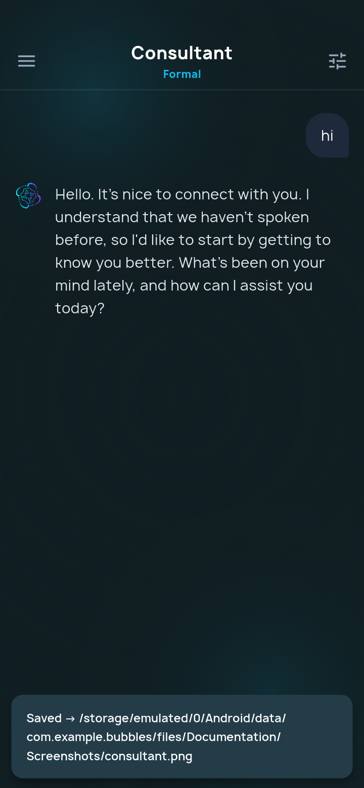 Consultant
Formal
hi
Hello. It's nice to connect with you. I
understand that we haven't spoken
before, so I'd like to start by getting to
know you better. What's been on your
mind lately, and how can I assist you
today?
Saved → /storage/emulated/0/Android/data/
com.example.bubbles/files/Documentation/
Screenshots/consultant.png